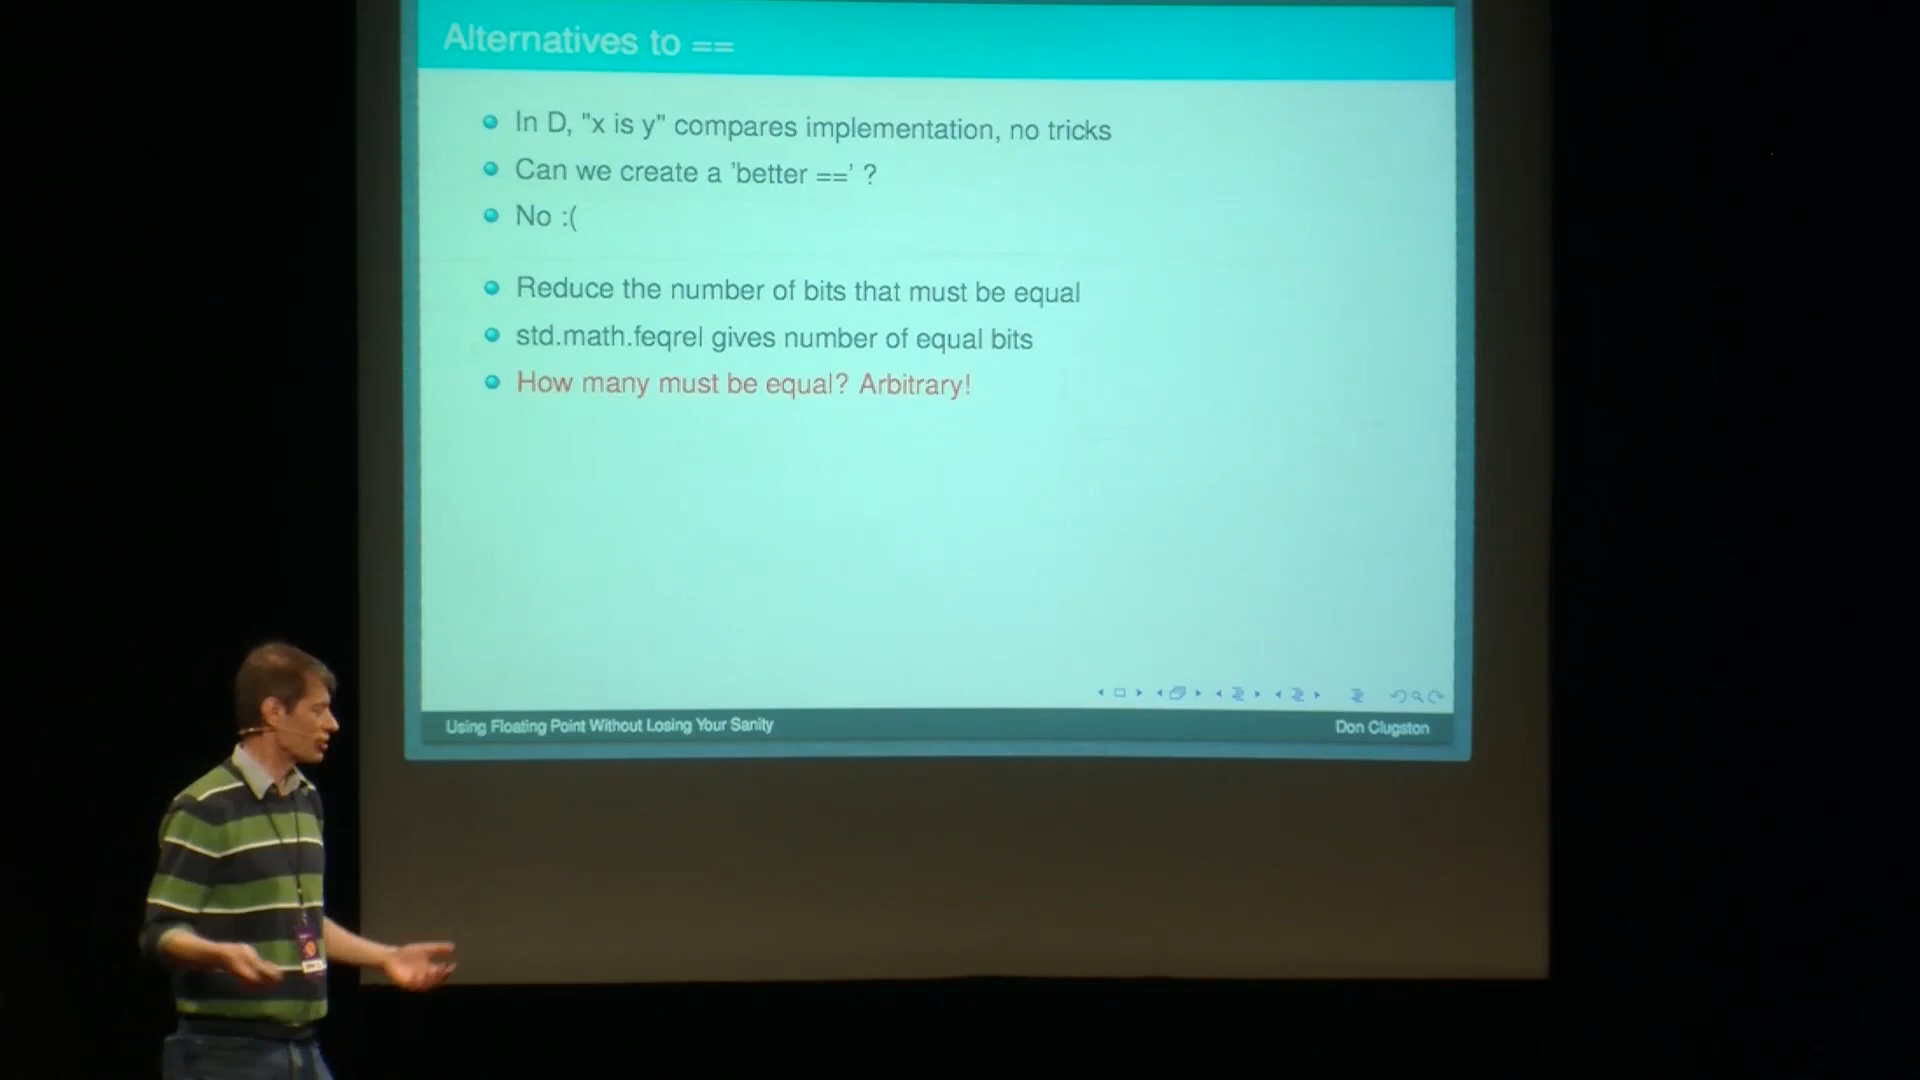 Alternatives to ==
In D, "x is y" compares implementation, no tricks
Can we create a 'better ==' ?
No :(
Reduce the number of bits that must be equal
std.math.feqrel gives number of equal bits
How many must be equal? Arbitrary!
Using Floating Point Without Losing Your Sanity
Don Clugston